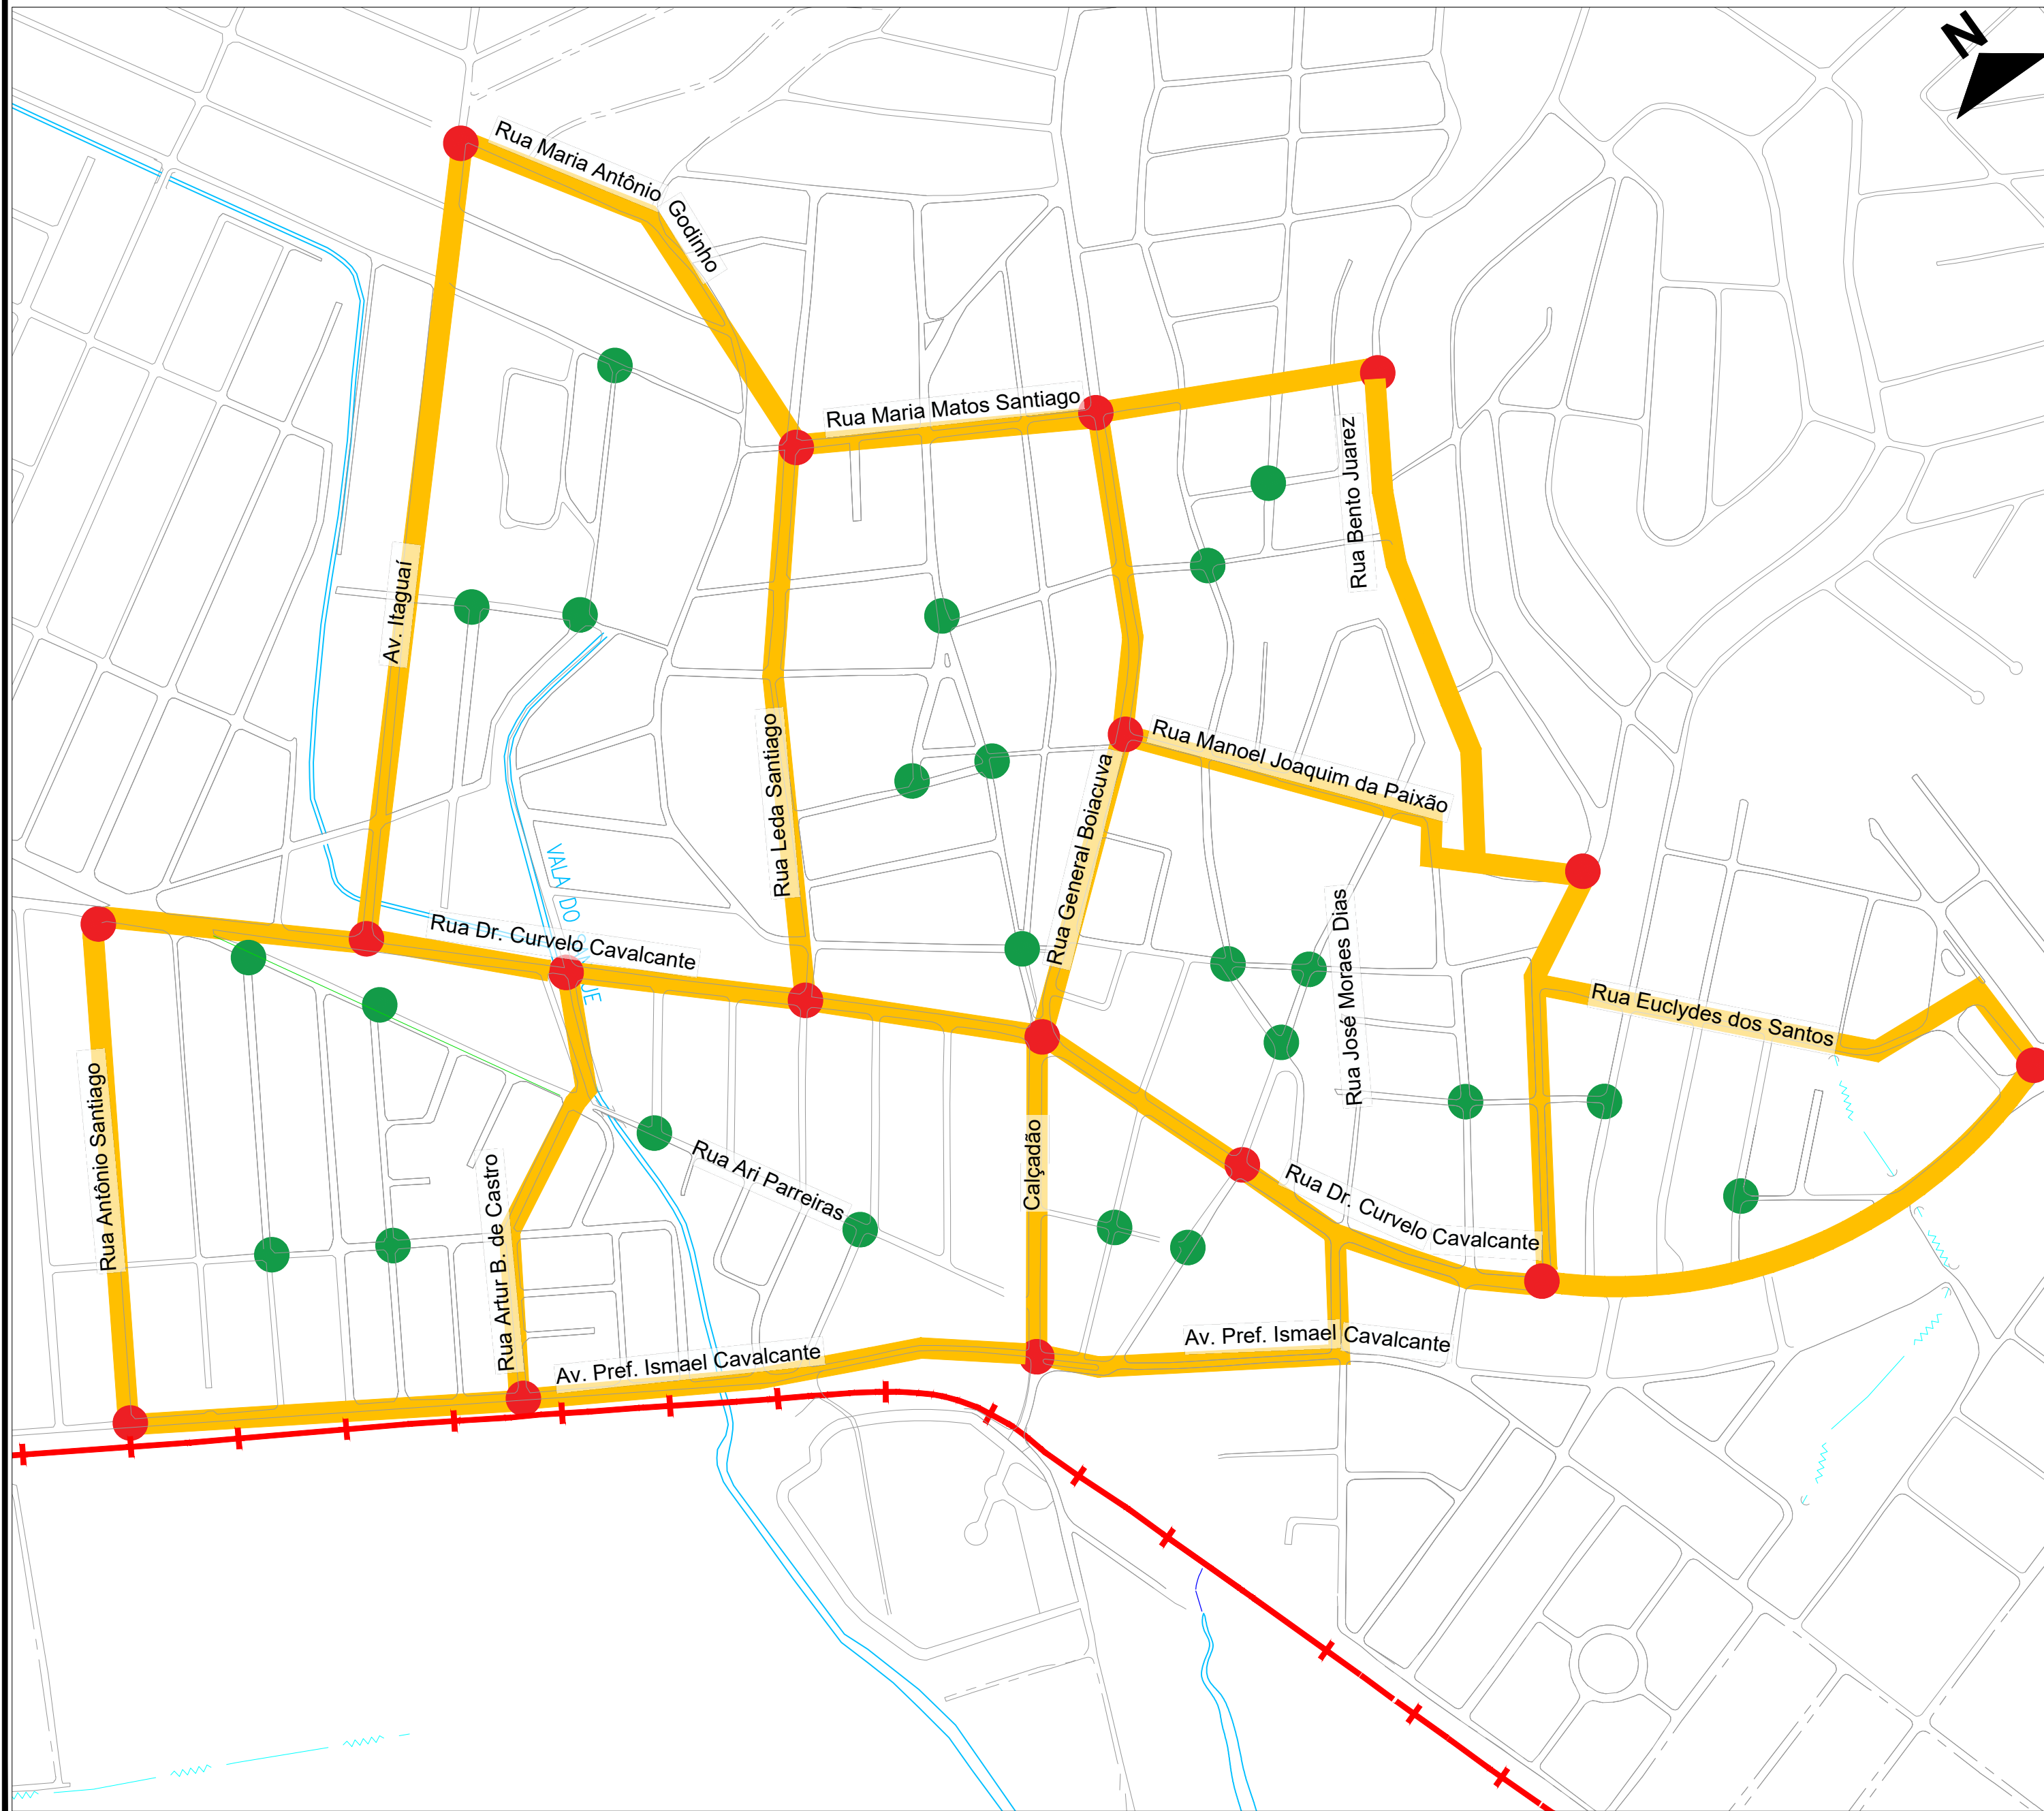 N
Rua Maria Antônio
Godinho
Rua Maria Matos Santiago
Rua Bento Juarez
Av. Itaguaí
Rua Leda Santiago
Rua Manoel Joaquim da Paixão
Rua General Boiacuva
VALA DO
Rua Dr. Curvelo Cavalcante
Rua José Moraes Dias
Rua Euclydes dos Santos
Rua Antônio Santiago
Rua Artur B. de Castro
Rua Ari Parreiras
Calçadão
Rua Dr. Curvelo Cavalcante
Av. Pref. Ismael Cavalcante
Av. Pref. Ismael Cavalcante